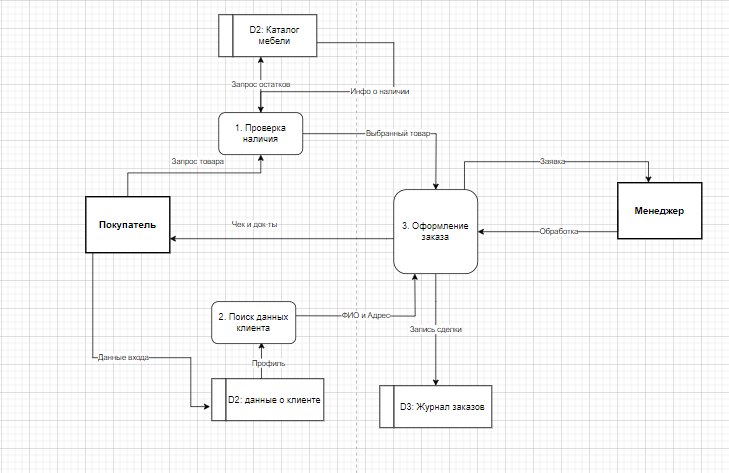 D2: Каталог
мебели
Запрос остатков
Инфо о наличии
1. Проверка
наличия
Выбранный товар
Запрос товара
Заявка
Покупатель
Менеджер
Чек и док-ты
3. Оформление
заказа
Обработка
2. Поиск данных
клиента
ФИО и Адрес
Запись сделки
Данные входа
Профиль
D2: данные о клиенте
D3: Журнал заказов